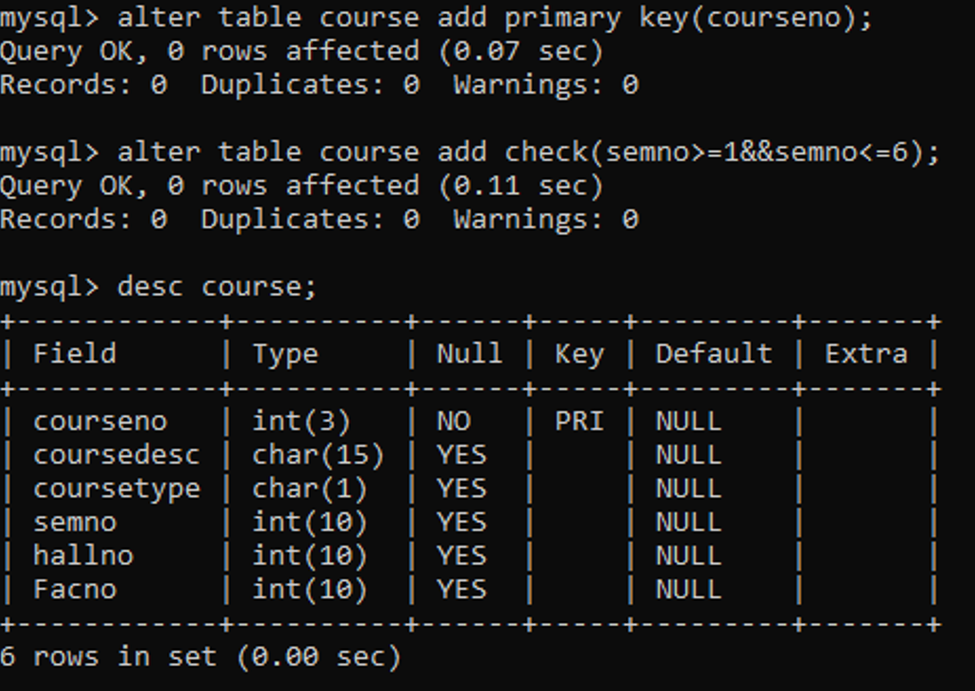 mysql> alter table course add primary key(courseno);
Query OK, 0 rows affected (0.07 sec)
Records: 0  Duplicates: 0  Warnings: 0

mysql> alter table course add check(semno>=1&&semno<=6);
Query OK, 0 rows affected (0.11 sec)
Records: 0  Duplicates: 0  Warnings: 0

mysql> desc course;
+------------+----------+------+-----+---------+-------+
| Field      | Type     | Null | Key | Default | Extra |
+------------+----------+------+-----+---------+-------+
| courseno   | int(3)   | NO   | PRI | NULL    |       |
| coursedesc | char(15) | YES  |     | NULL    |       |
| coursetype | char(1)  | YES  |     | NULL    |       |
| semno      | int(10)  | YES  |     | NULL    |       |
| hallno     | int(10)  | YES  |     | NULL    |       |
| Facno      | int(10)  | YES  |     | NULL    |       |
+------------+----------+------+-----+---------+-------+
6 rows in set (0.00 sec)